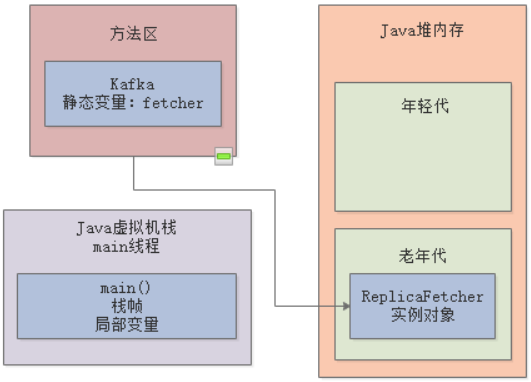 方法区
Kafka
静态变量：fetcher
Java虚拟机栈
main线程
main()
栈帧
局部变量
Java堆内存
年轻代
老年代
ReplicaFetcher
实例对象